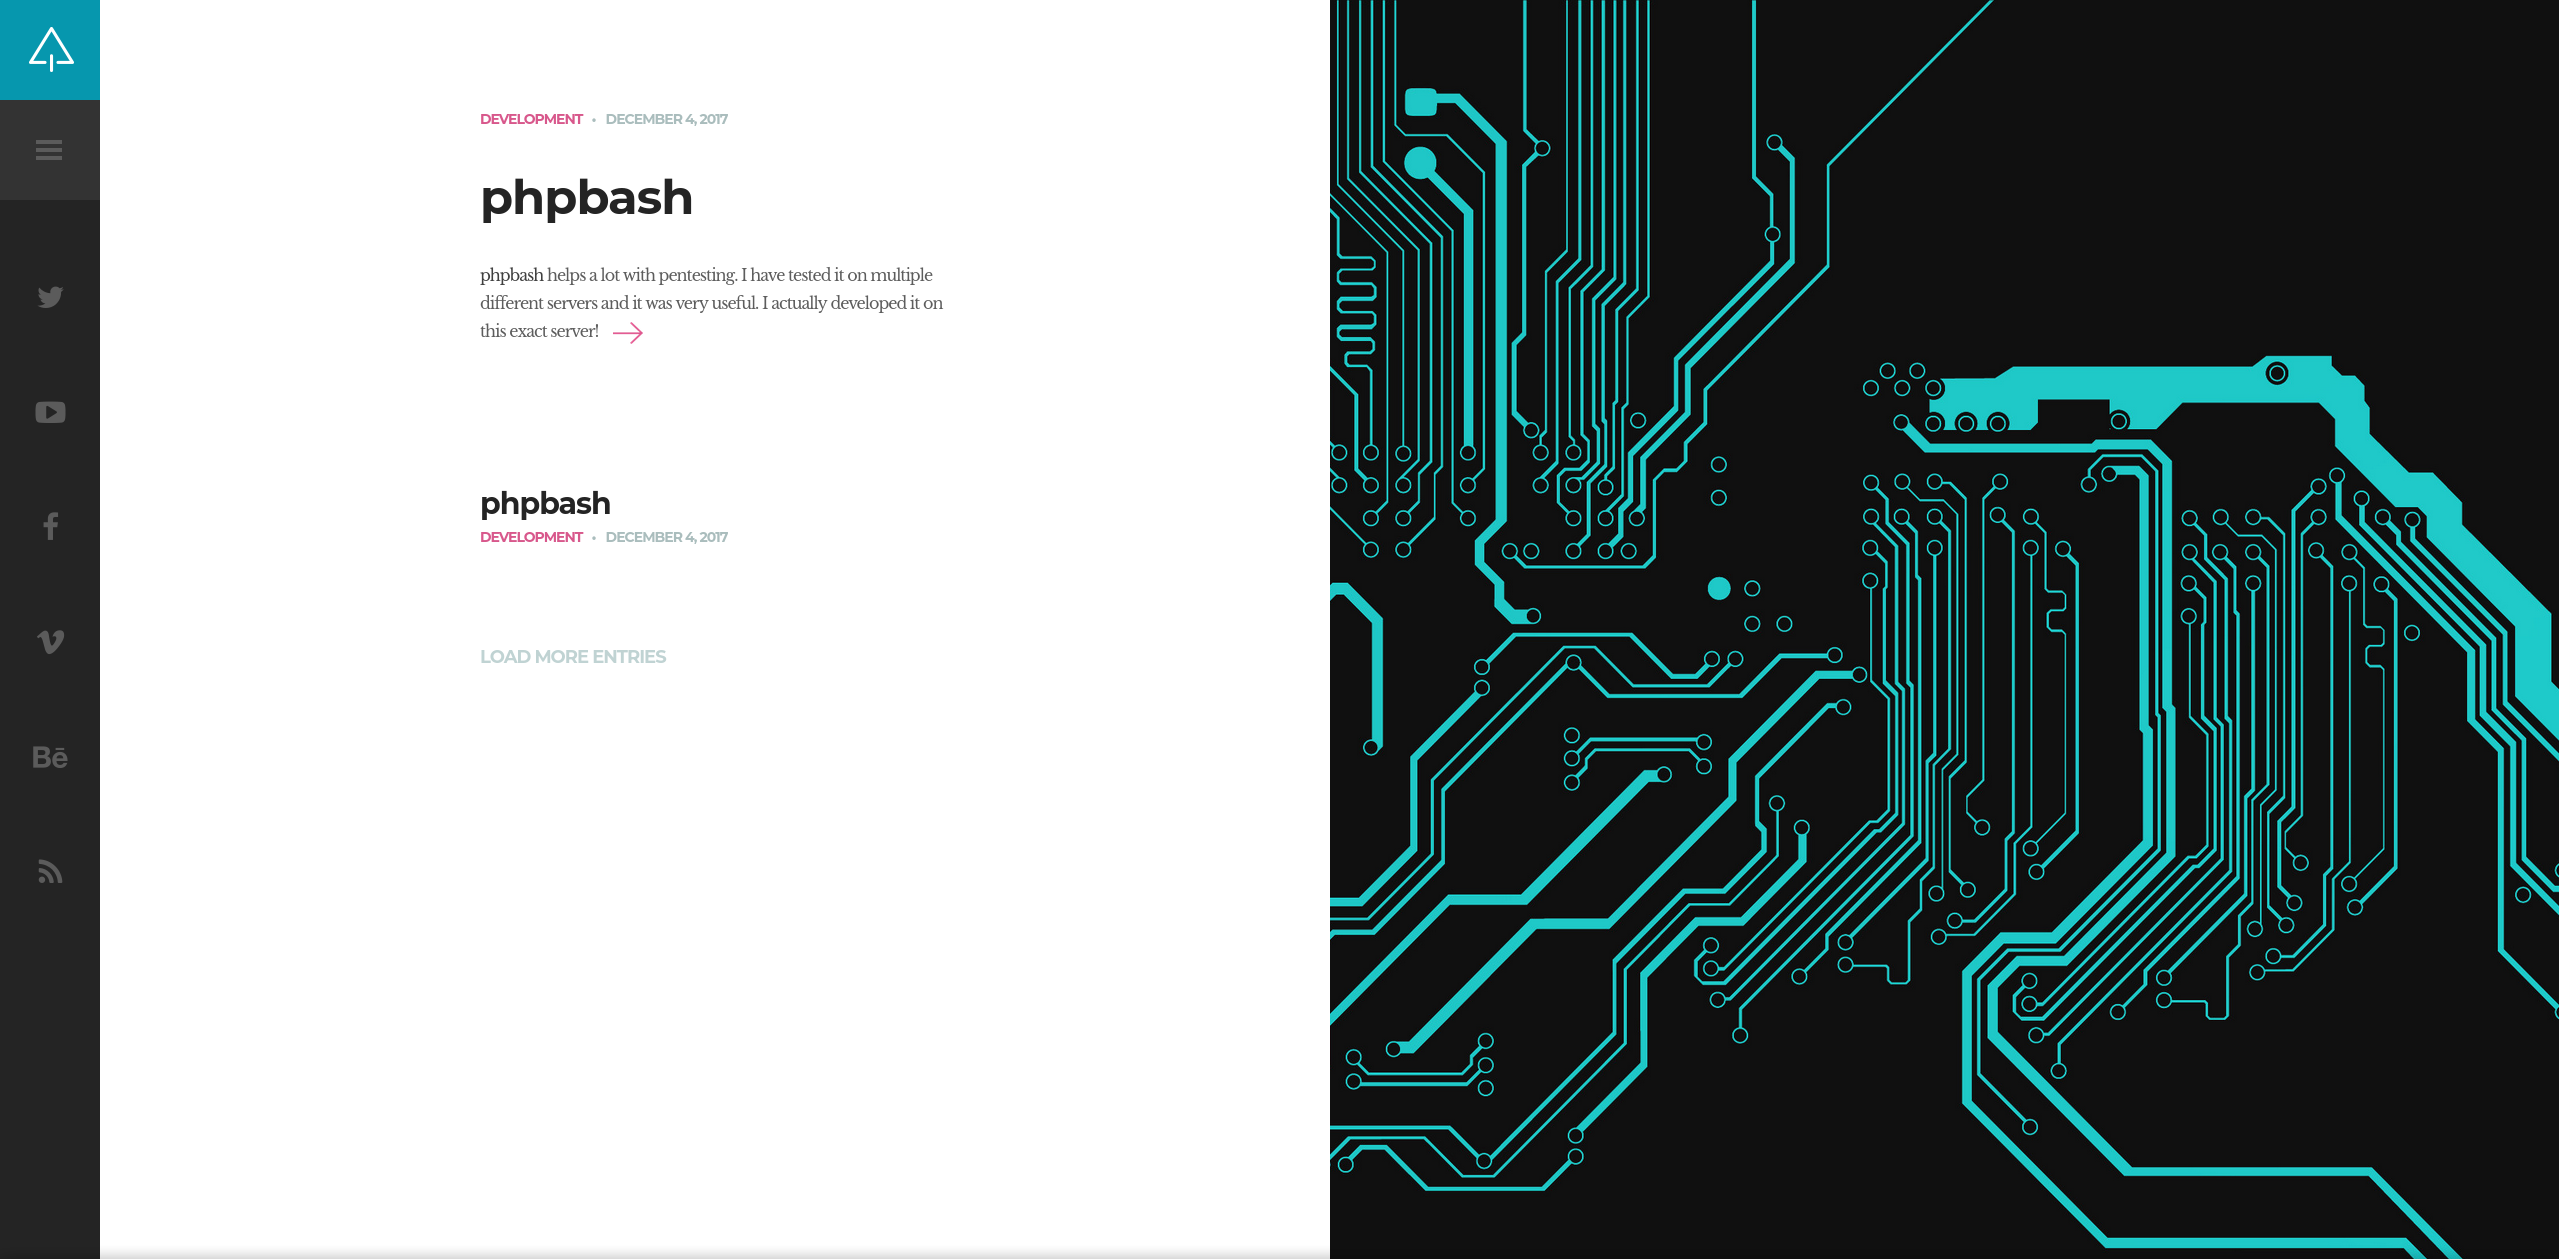 DEVELOPMENT • DECEMBER 4, 2017
phpbash
phpbash helps a lot with pentesting. I have tested it on multiple
different servers and it was very useful. I actually developed it on
this exact server!
phpbash
DEVELOPMENT • DECEMBER 4, 2017
LOAD MORE ENTRIES
Bē